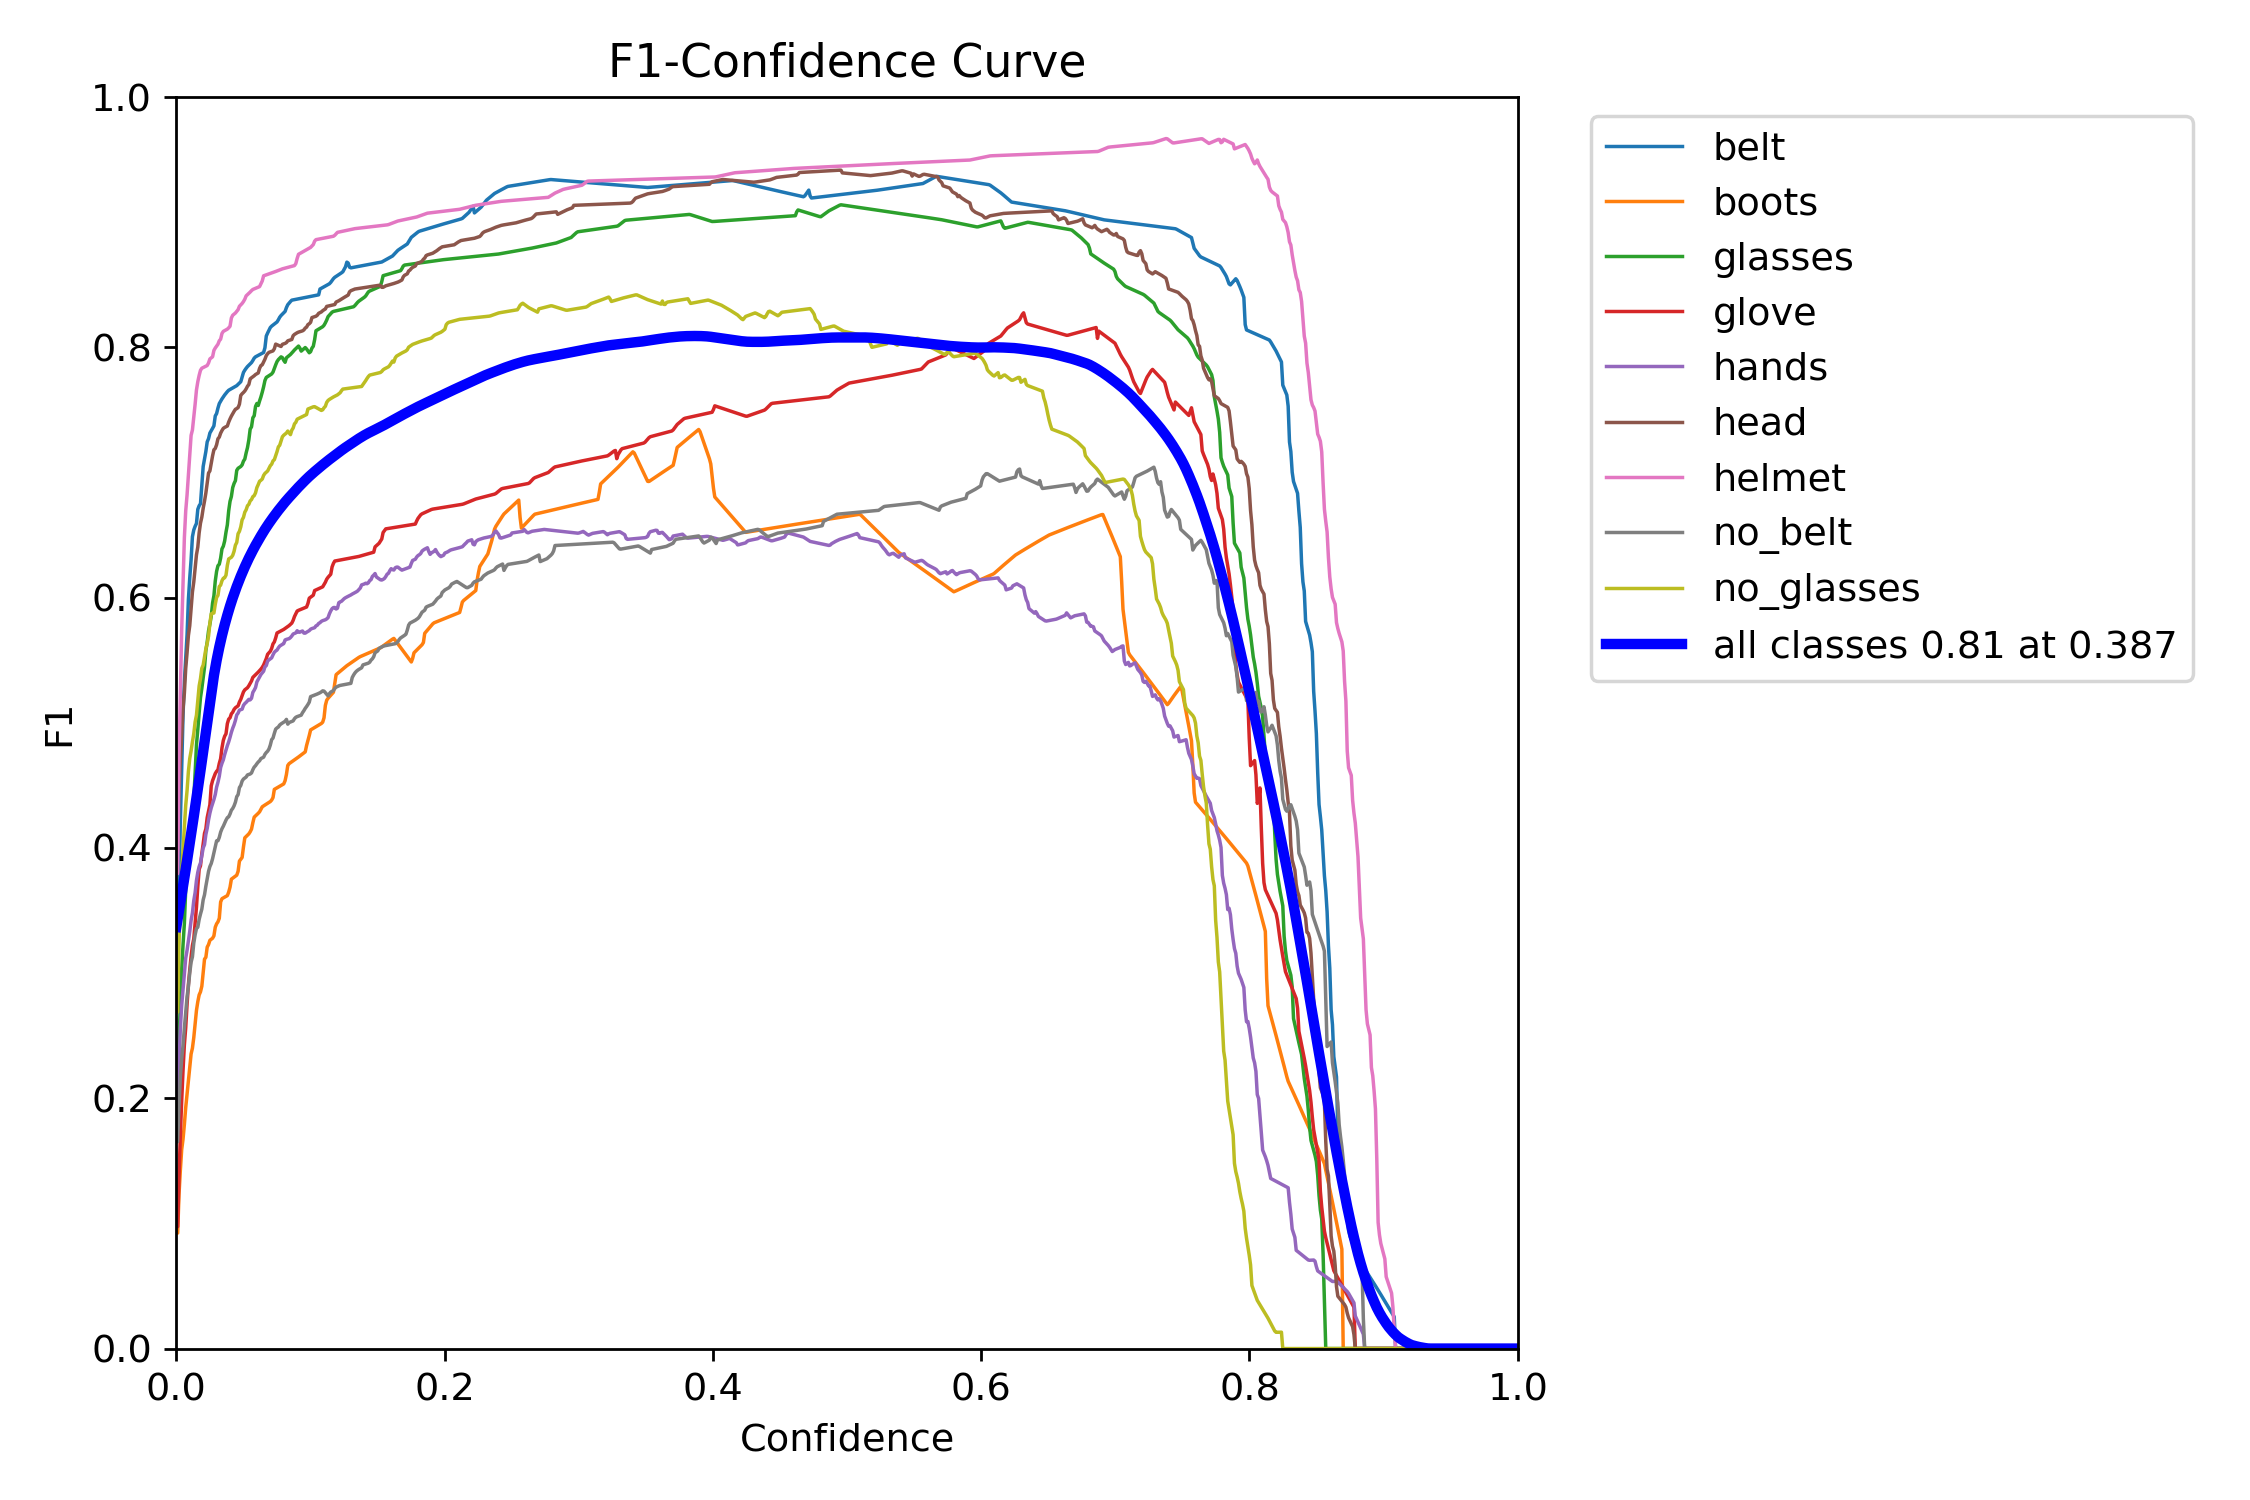 F1-Confidence Curve
1.0
0.8
0.6
0.4
0.2
0.0
F1
0.0 0.2 0.4 0.6 0.8 1.0
Confidence
belt
boots
glasses
glove
hands
head
helmet
no_belt
no_glasses
all classes 0.81 at 0.387